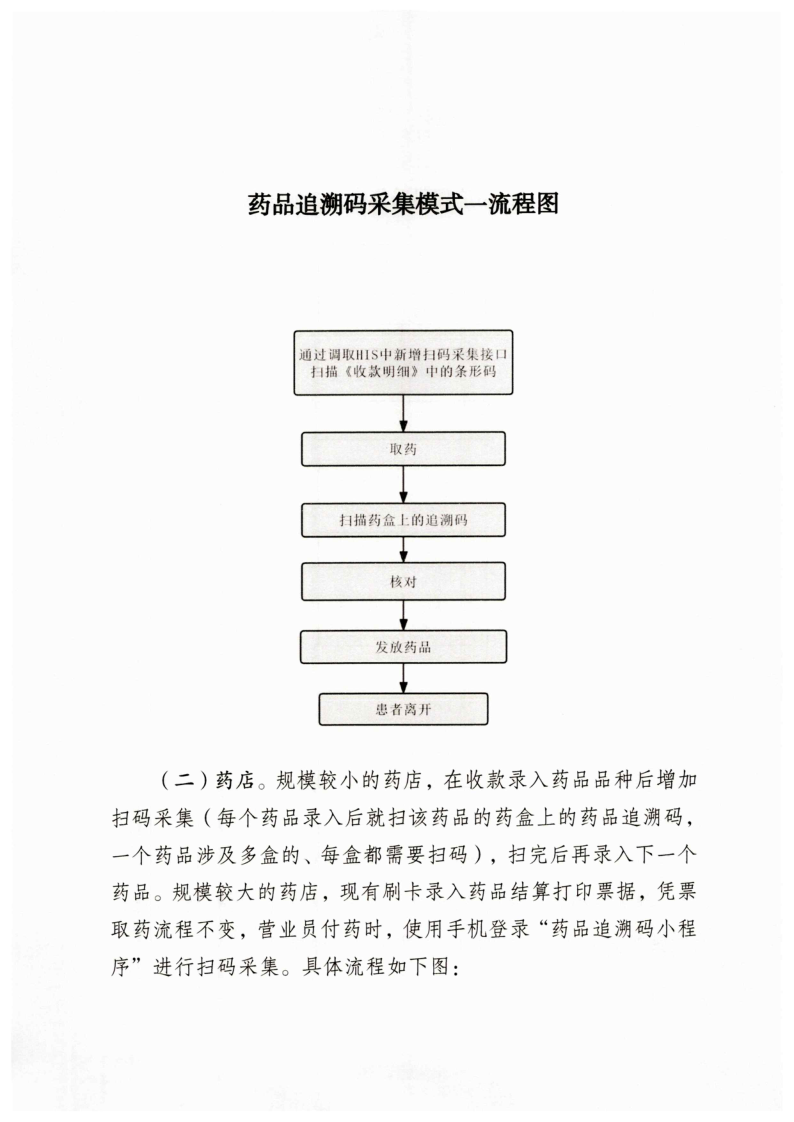 药品追溯码采集模式一流程图
通过调取HIS中新增扫码采集接口
扫描《收款明细》中的条形码
取药
扫描药盒上的追溯码
核对
发放药品
患者离开
（二）药店。规模较小的药店，在收款录入药品品种后增加
扫码采集（每个药品录入后就扫该药品的药盒上的药品追溯码，
一个药品涉及多盒的、每盒都需要扫码），扫完后再录入下一个
药品。规模较大的药店，现有刷卡录入药品结算打印票据，凭票
取药流程不变，营业员付药时，使用手机登录“药品追溯码小程
序”进行扫码采集。具体流程如下图：